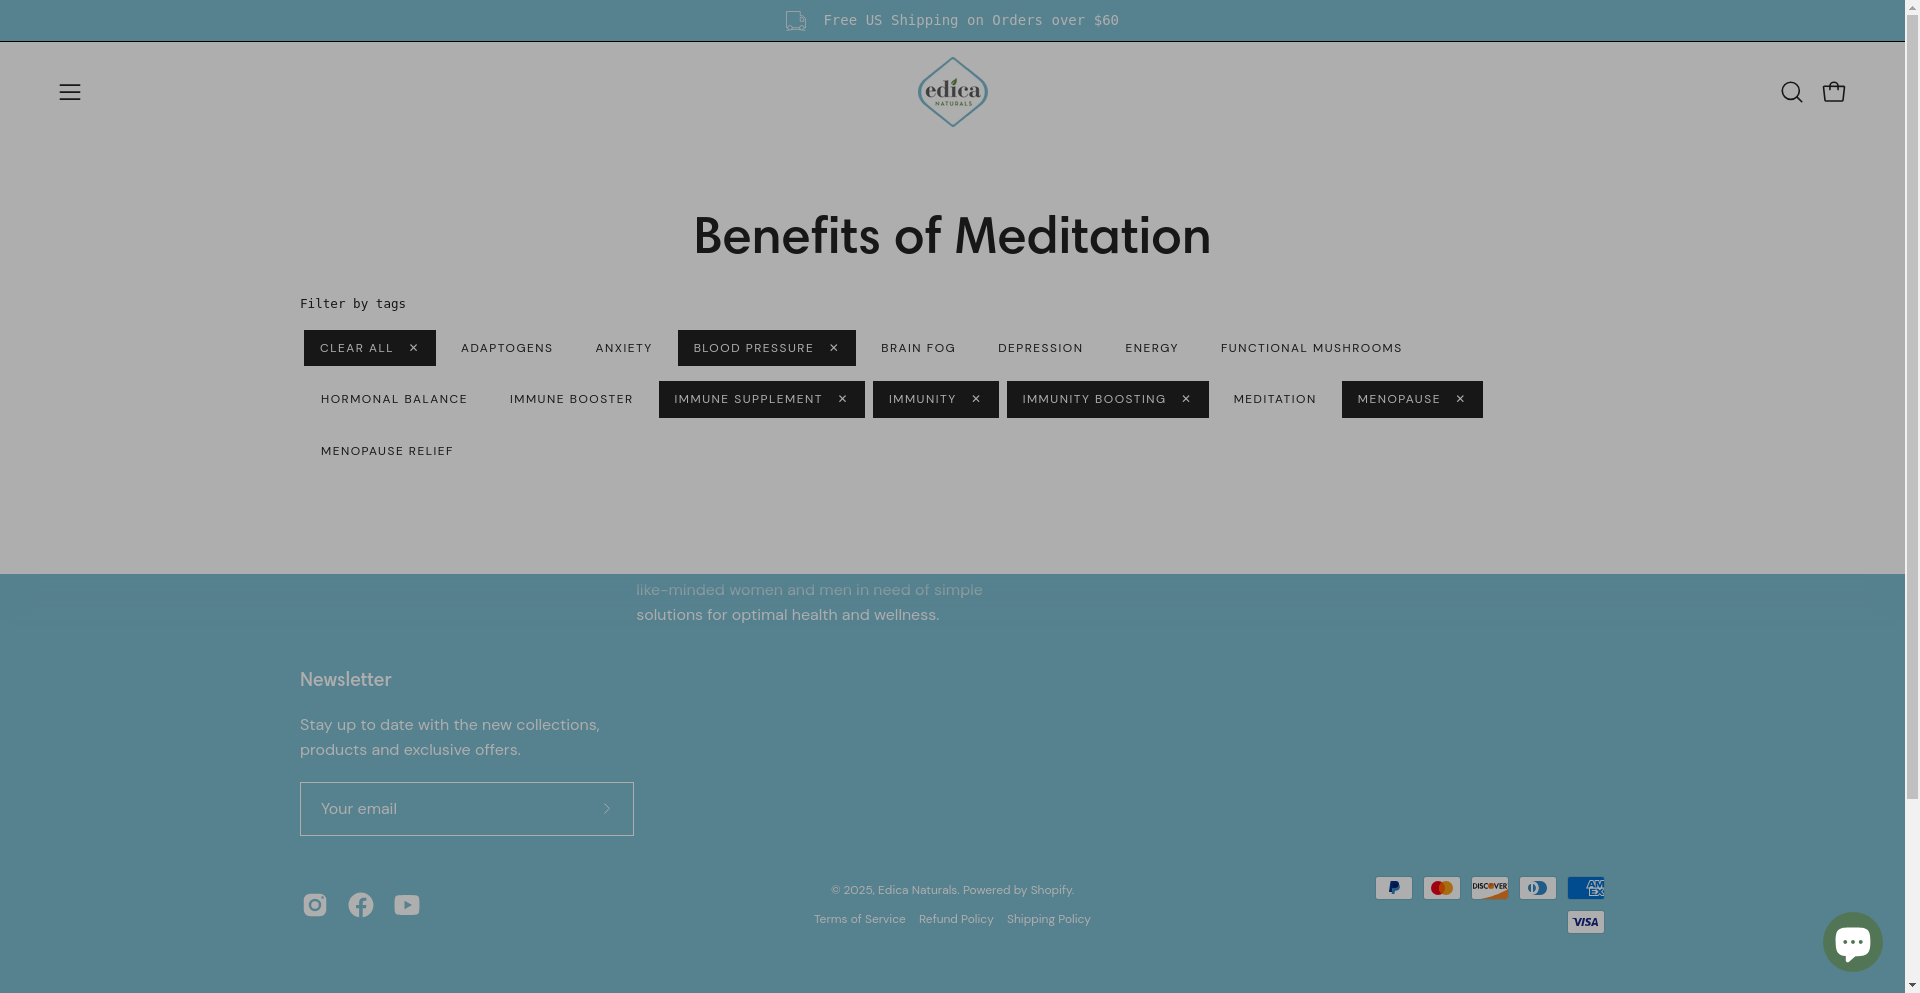 Free US Shipping on Orders over $60
edica
NATURALS
Benefits of Meditation
Filter by tags
CLEAR ALL ✕ ADAPTOGENS ANXIETY BLOOD PRESSURE ✕ BRAIN FOG DEPRESSION ENERGY FUNCTIONAL MUSHROOMS
HORMONAL BALANCE IMMUNE BOOSTER IMMUNE SUPPLEMENT ✕ IMMUNITY ✕ IMMUNITY BOOSTING ✕ MEDITATION MENOPAUSE ✕
MENOPAUSE RELIEF
like-minded women and men in need of simple
solutions for optimal health and wellness.
Newsletter
Stay up to date with the new collections,
products and exclusive offers.
Your email
© 2025, Edica Naturals. Powered by Shopify.
Terms of Service Refund Policy Shipping Policy
DISCOVER
AM
EX
VISA